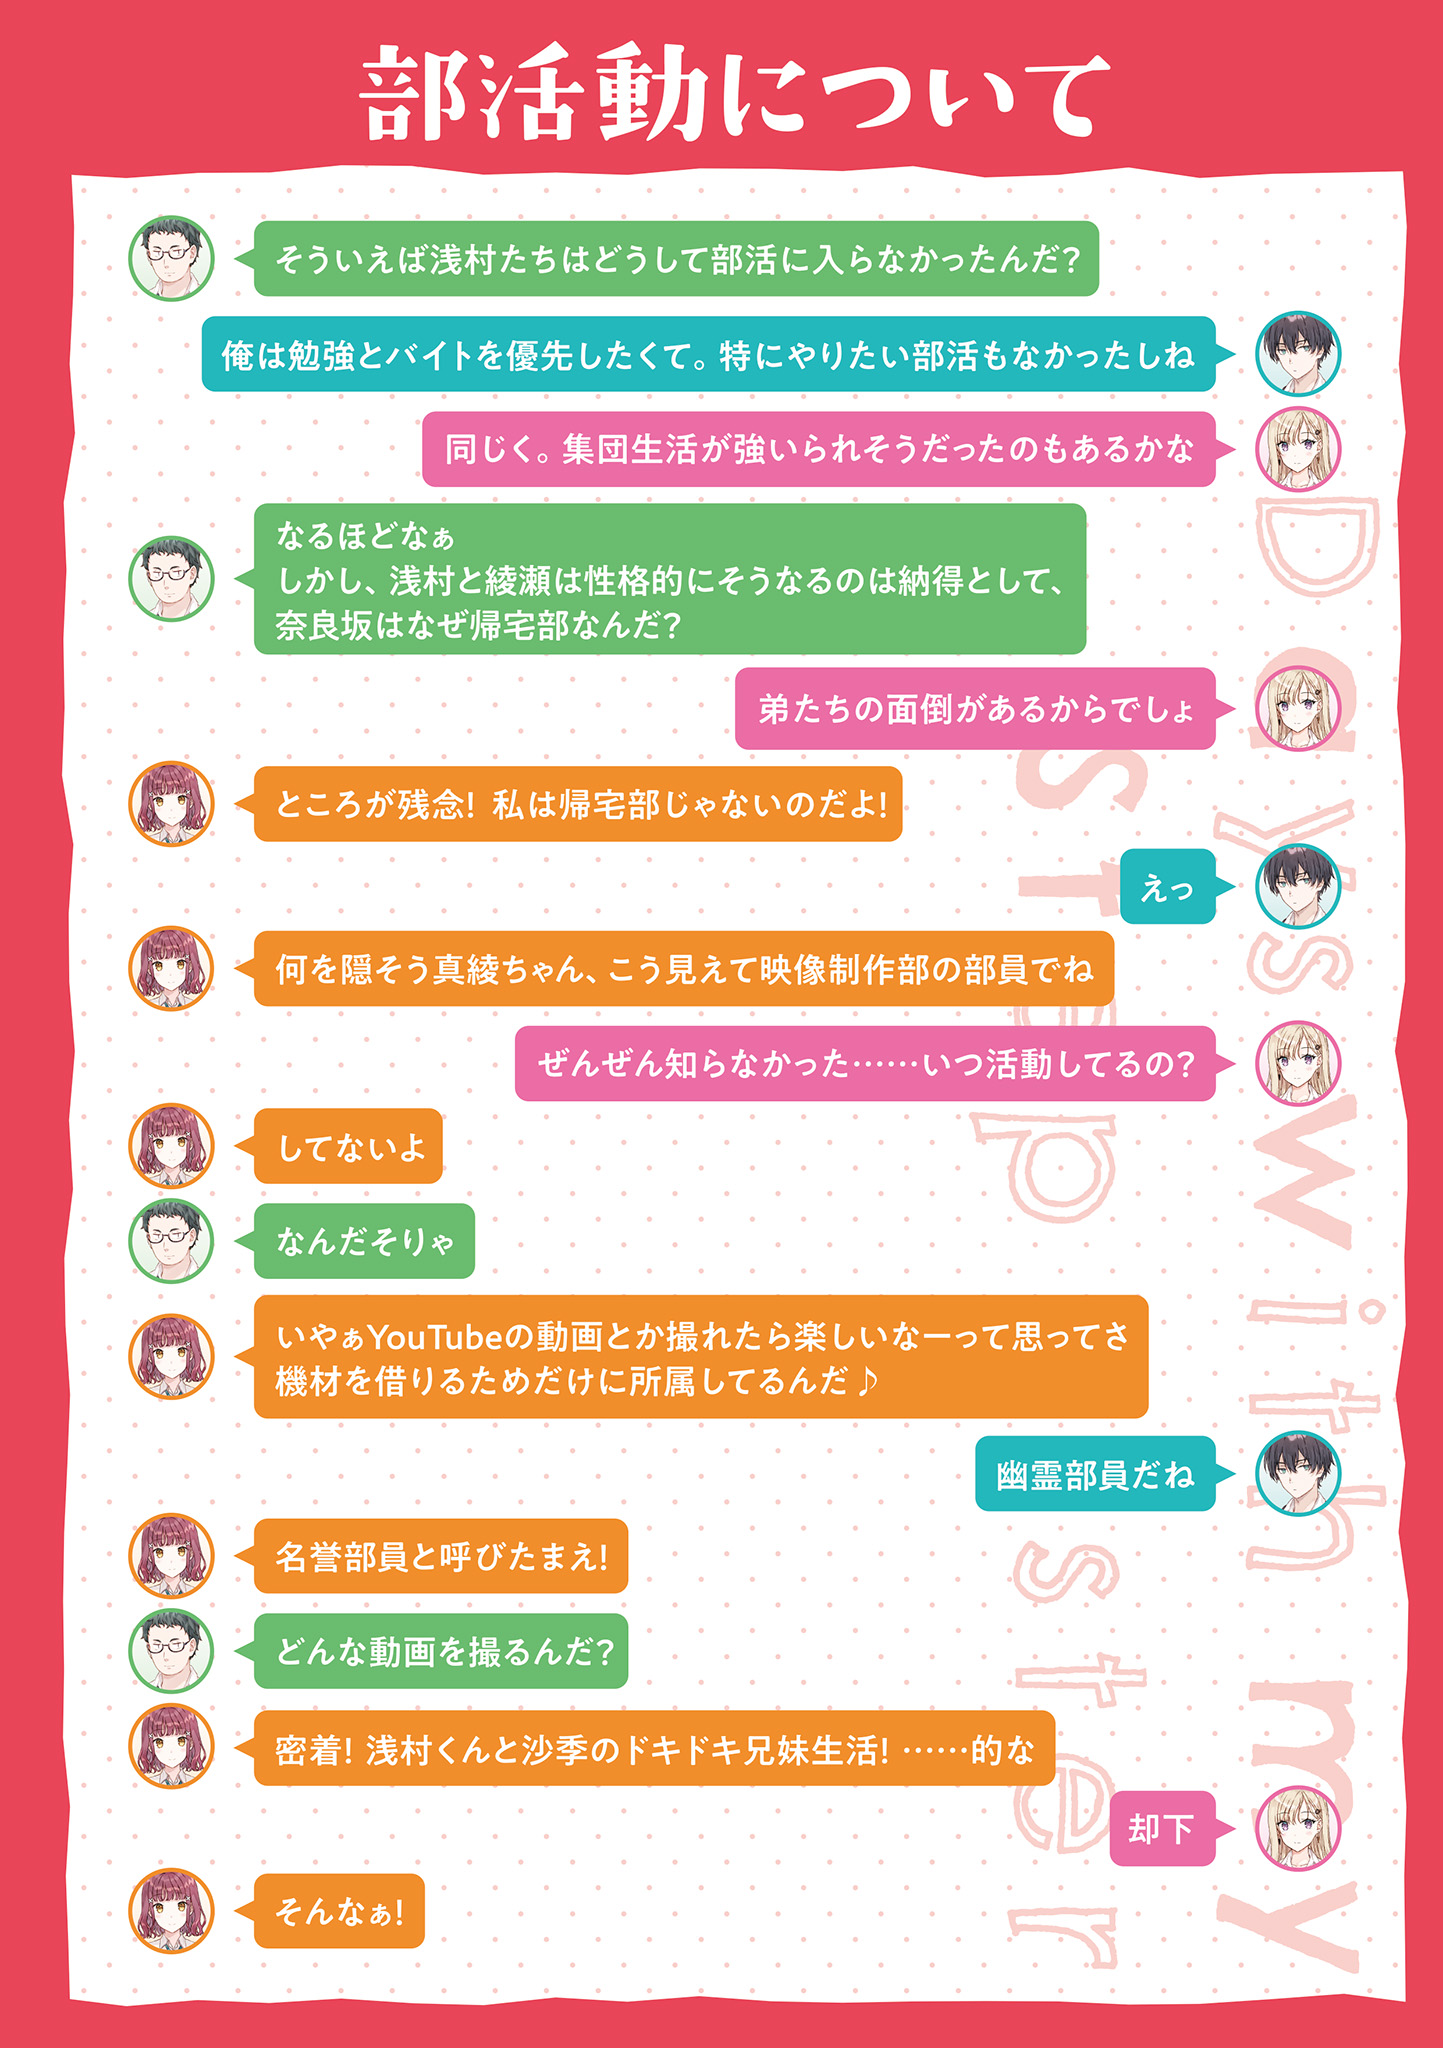 部活動について
そういえば浅村たちはどうして部活に入らなかったんだ?
俺は勉強とバイトを優先したくて。特にやりたい部活もなかったしね
同じく。集団生活が強いられそうだったのもあるかな
なるほどなぁ
しかし、浅村と綾瀬は性格的にそうなるのは納得として、
奈良坂はなぜ帰宅部なんだ?
弟たちの面倒があるからでしょ
ところが残念! 私は帰宅部じゃないのだよ!
えっ
何を隠そう真綾ちゃん、こう見えて映像制作部の部員でね
ぜんぜん知らなかった……いつ活動してるの?
してないよ
なんだそりゃ
いやぁYouTubeの動画とか撮れたら楽しいなーって思ってさ
機材を借りるためだけに所属してるんだ♪
幽霊部員だね
名誉部員と呼びたまえ!
どんな動画を撮るんだ?
密着! 浅村くんと沙季のドキドキ兄妹生活! ……的な
却下
そんなぁ!
Days with my
step sister